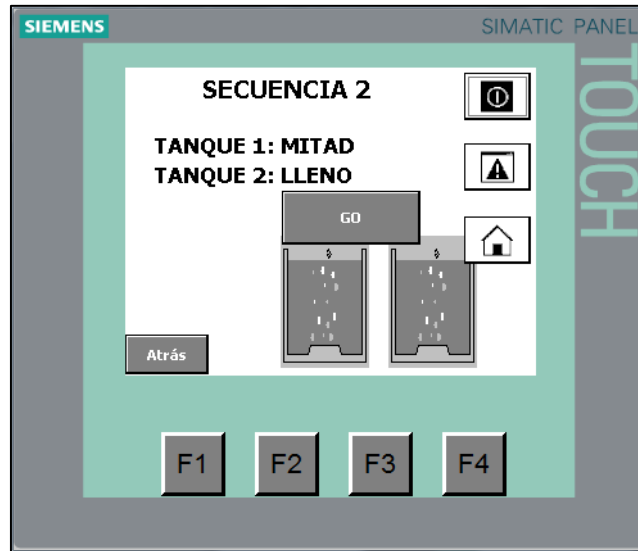 SIEMENS
SIMATIC PANEL
TOUCH
SECUENCIA 2
TANQUE 1: MITAD
TANQUE 2: LLENO
GO
Atrás
F1
F2
F3
F4